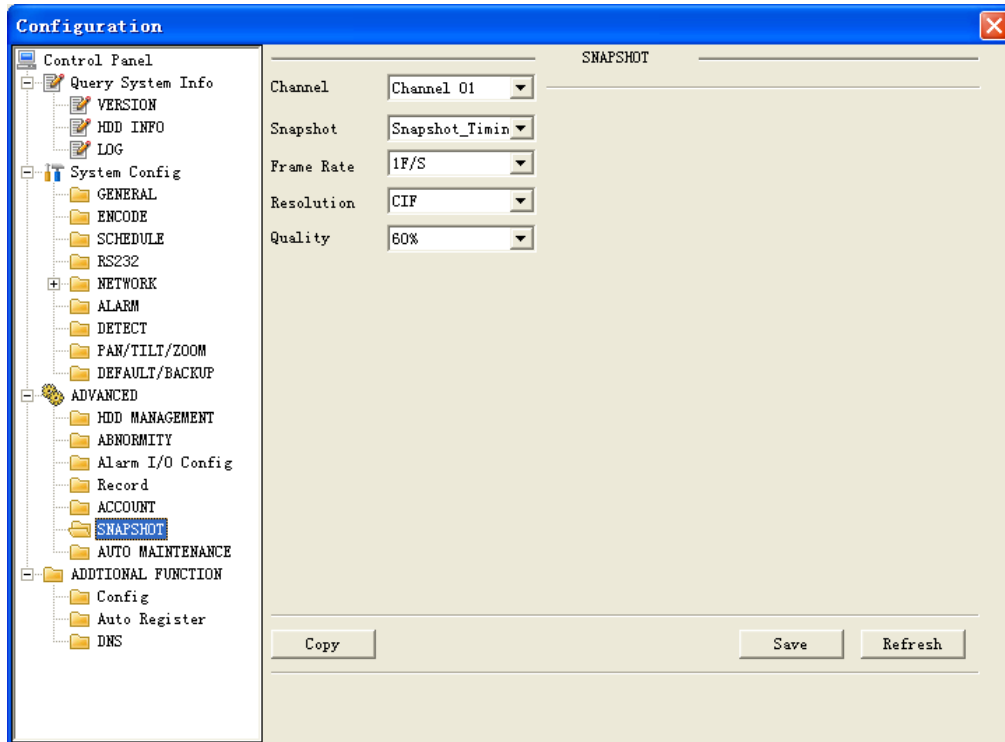 Configuration
Control Panel
Query System Info
VERSION
HDD INFO
LOG
System Config
GENERAL
ENCODE
SCHEDULE
RS232
NETWORK
ALARM
DETECT
PAN/TILT/ZOOM
DEFAULT/BACKUP
ADVANCED
HDD MANAGEMENT
ABNORMITY
Alarm I/O Config
Record
ACCOUNT
SNAPSHOT
AUTO MAINTENANCE
ADDTIONAL FUNCTION
Config
Auto Register
DNS
SNAPSHOT
Channel Channel 01
Snapshot Snapshot_Timin
Frame Rate 1F/S
Resolution CIF
Quality 60%
Copy Save Refresh